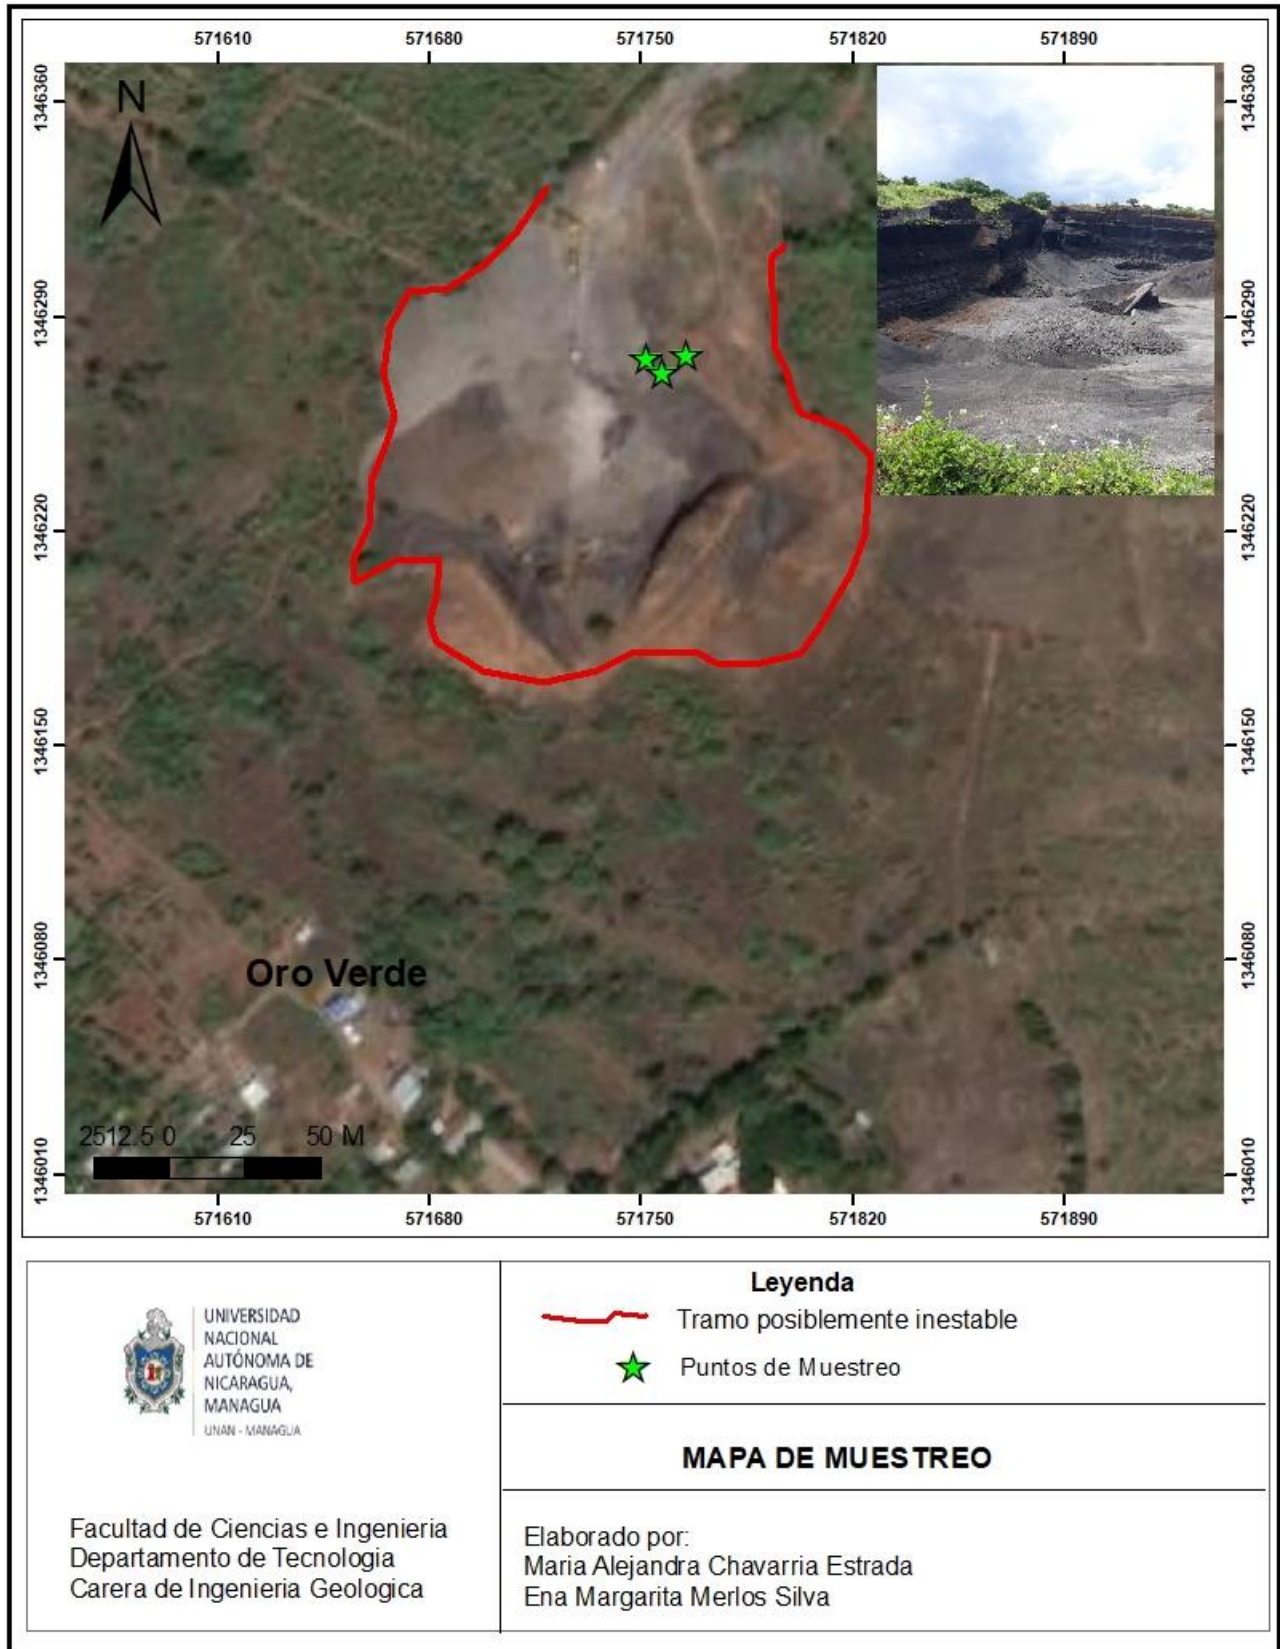 571610 571680 571750 571820 571890
1346360 1346360
N
1346290 1346290
1346220 1346220
1346150 1346150
1346080 1346080
Oro Verde
2512.5 0 25 50 M
1346010 1346010
571610 571680 571750 571820 571890
UNIVERSIDAD
NACIONAL
AUTÓNOMA DE
NICARAGUA,
MANAGUA
UNAN - MANAGUA
Facultad de Ciencias e Ingenieria
Departamento de Tecnologia
Carera de Ingenieria Geologica
Leyenda
Tramo posiblemente inestable
Puntos de Muestreo
MAPA DE MUESTREO
Elaborado por:
Maria Alejandra Chavarria Estrada
Ena Margarita Merlos Silva